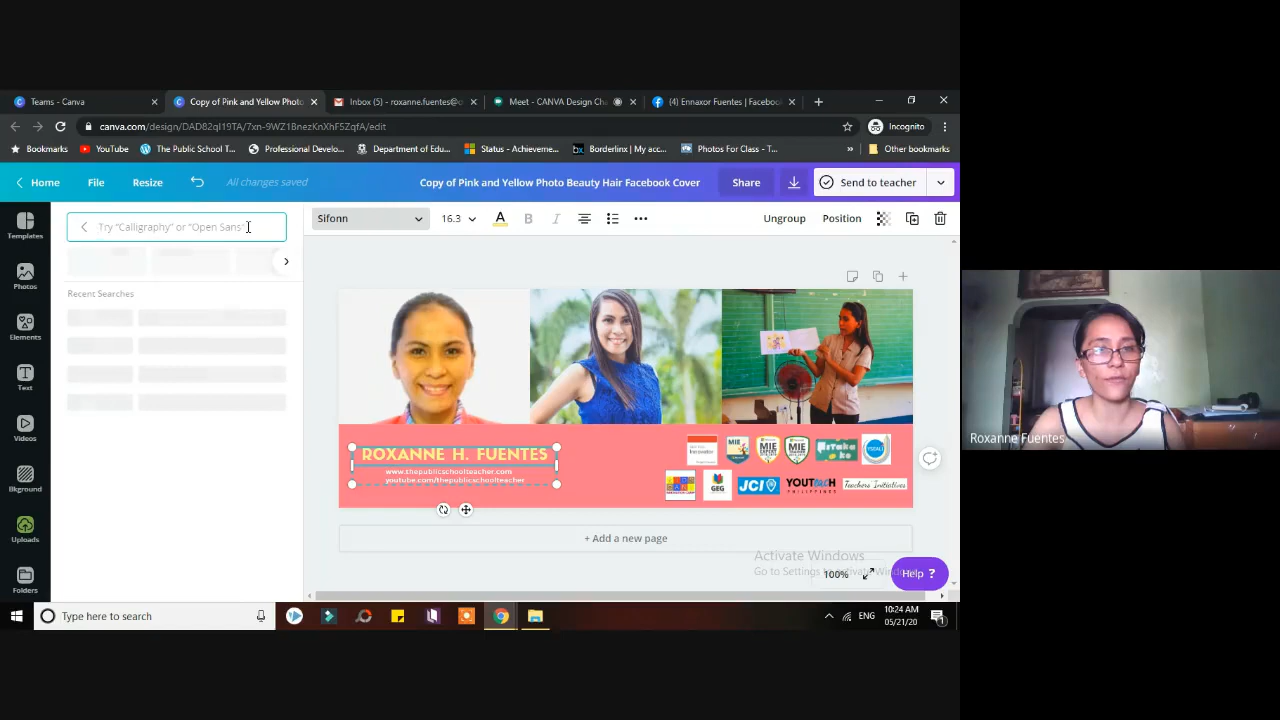 Teams - Canva
Copy of Pink and Yellow Photo
Inbox (5) - roxanne.fuentes@
Meet - CANVA Design Ch
(4) Ennaxor Fuentes | Facebook
canva.com/design/DAD82qI19TA/7xn-9WZ1BnezKnXhF5ZqfA/edit
Incognito
Bookmarks
YouTube
The Public School T...
Professional Develo...
Department of Edu...
Status - Achieveme...
Borderlinx | My acc...
Photos For Class - T...
Other bookmarks
Home
File
Resize
All changes saved
Copy of Pink and Yellow Photo Beauty Hair Facebook Cover
Share
Send to teacher
Templates
Photos
Elements
Text
Videos
Bkground
Uploads
Folders
Try "Calligraphy" or "Open Sans"
Recent Searches
Sifonn
16.3
A
B
I
Ungroup
Position
ROXANNE H. FUENTES
www.thepublicschoolteacher.com
youtube.com/thepublicschoolteacher
MIE
MIE
MIE
YSEALI
GEG
JCI
YOUTeACH
PHILIPPINES
Teachers Initiatives
+ Add a new page
Activate Windows
Go to Settings to activate Windows
100%
Help ?
Type here to search
ENG
10:24 AM
05/21/20
1
Roxanne Fuentes